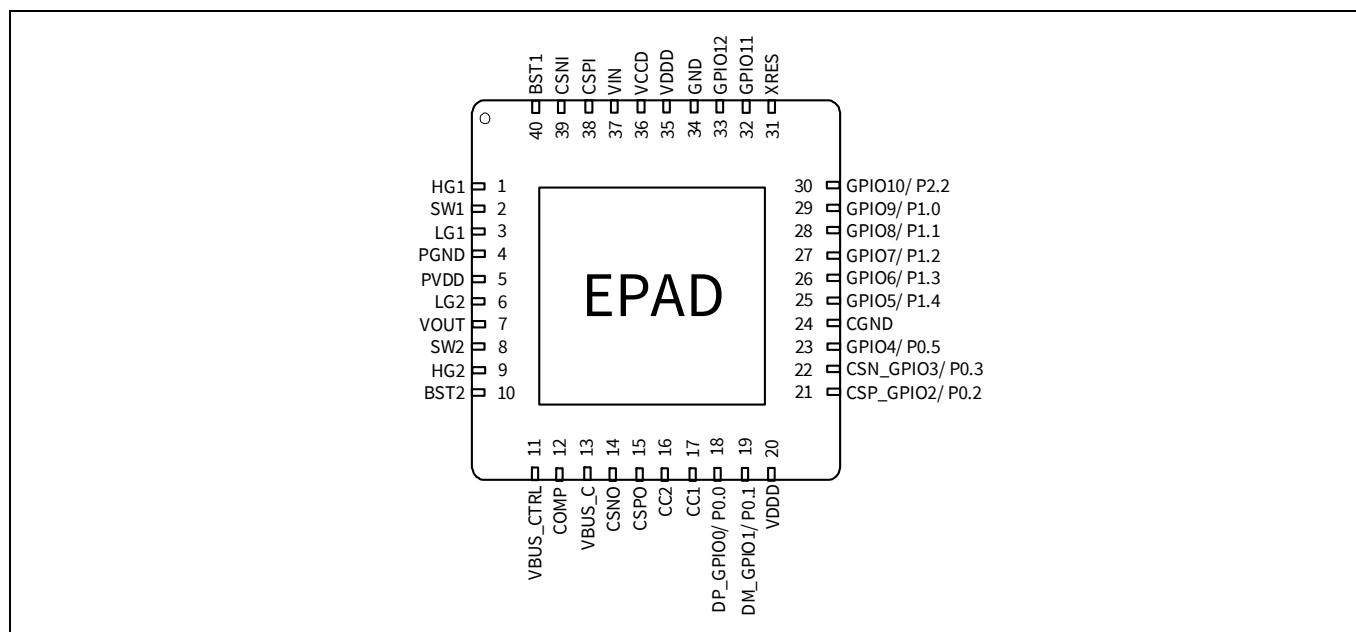 BST1
CSNI
CSPI
VIN
VCCD
VDDD
GND
GPIO12
GPIO11
XRES
40
39
38
37
36
35
34
33
32
31
HG1 1
SW1 2
LG1 3
PGND 4
PVDD 5
LG2 6
VOUT 7
SW2 8
HG2 9
BST2 10
EPAD
30 GPIO10/ P2.2
29 GPIO9/ P1.0
28 GPIO8/ P1.1
27 GPIO7/ P1.2
26 GPIO6/ P1.3
25 GPIO5/ P1.4
24 CGND
23 GPIO4/ P0.5
22 CSN_GPIO3/ P0.3
21 CSP_GPIO2/ P0.2
11
12
13
14
15
16
17
18
19
20
VBUS_CTRL
COMP
VBUS_C
CSNO
CSPO
CC2
CC1
DP_GPIO0/ P0.0
DM_GPIO1/ P0.1
VDDD